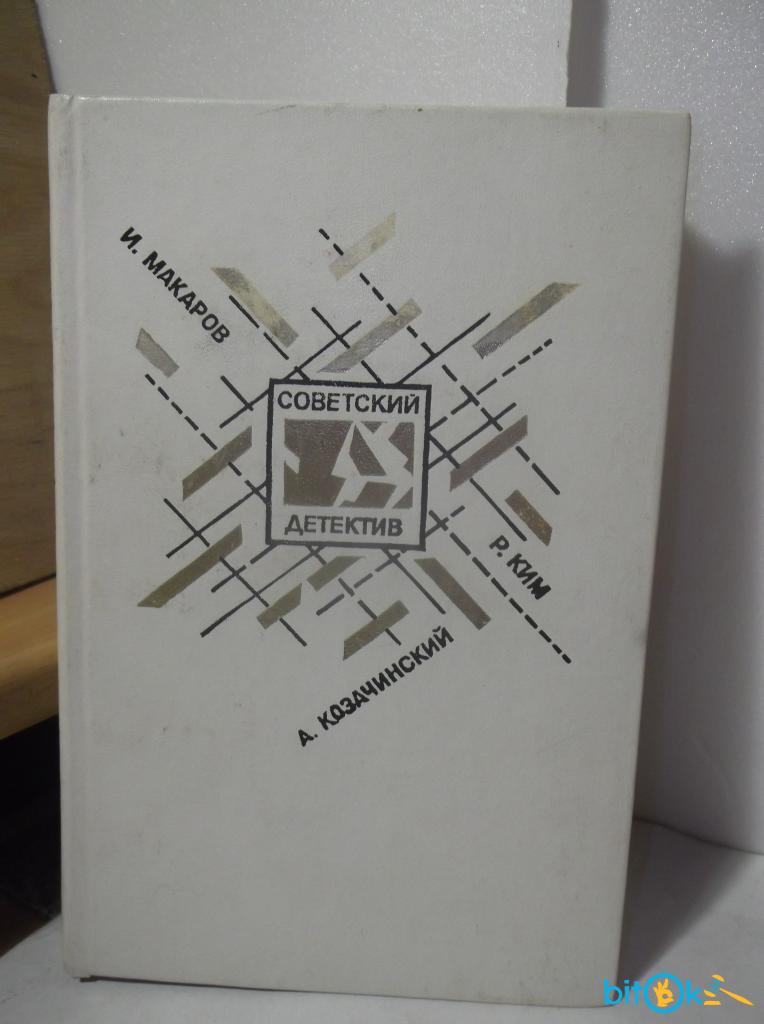 И. МАКАРОВ
СОВЕТСКИЙ
ДЕТЕКТИВ
Р. КИМ
А. КОЗАЧИНСКИЙ
bitOk